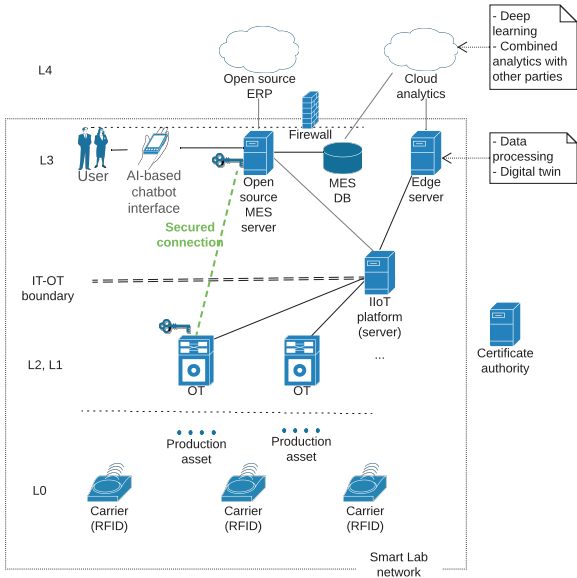 - Deep
learning
- Combined
analytics with
other parties
L4
Open source
ERP
Cloud
analytics
Firewall
L3
User
AI-based
chatbot
interface
Open
source
MES
server
MES
DB
Edge
server
- Data
processing
- Digital twin
Secured
connection
IT-OT
boundary
IIoT
platform
(server)
...
Certificate
authority
L2, L1
OT
OT
Production
asset
Production
asset
L0
Carrier
(RFID)
Carrier
(RFID)
Carrier
(RFID)
Smart Lab
network